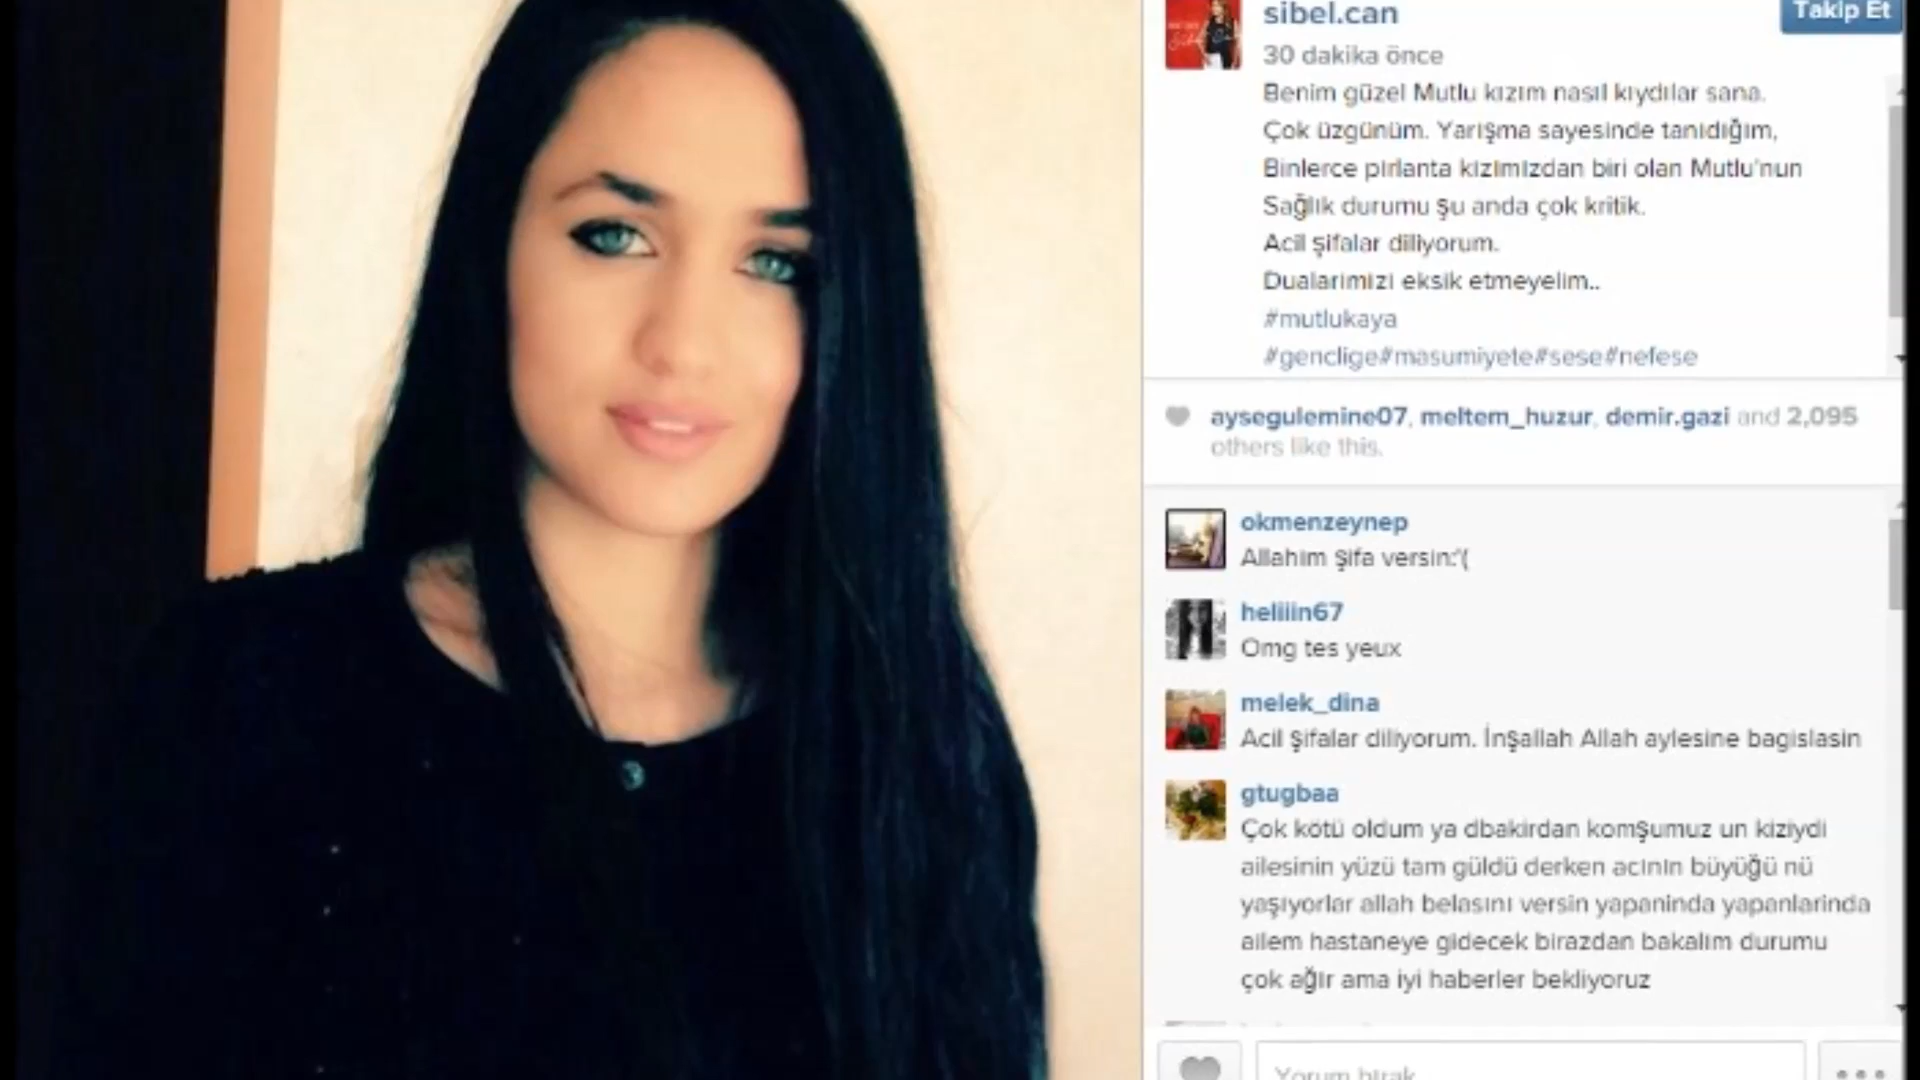 sibel.can
Takip Et
30 dakika önce
Benim güzel Mutlu kızım nasıl kıydılar sana.
Çok üzgünüm. Yarışma sayesinde tanıdığım,
Binlerce pırlanta kızımızdan biri olan Mutlu'nun
Sağlık durumu şu anda çok kritik.
Acil şifalar diliyorum.
Dualarımızı eksik etmeyelim..
#mutlukaya
#genclige#masumiyete#sese#nefese
aysegulemine07, meltem_huzur, demir.gazi and 2,095
others like this.
okmenzeynep
Allahım şifa versin:'(
heliiin67
Omg tes yeux
melek_dina
Acil şifalar diliyorum. İnşallah Allah aylesine bagislasin
gtugbaa
Çok kötü oldum ya dbakirdan komşumuz un kiziydi
ailesinin yüzü tam güldü derken acının büyüğü nü
yaşıyorlar allah belasını versin yapaninda yapanlarinda
ailem hastaneye gidecek birazdan bakalım durumu
çok ağır ama iyi haberler bekliyoruz
Yorum bırak